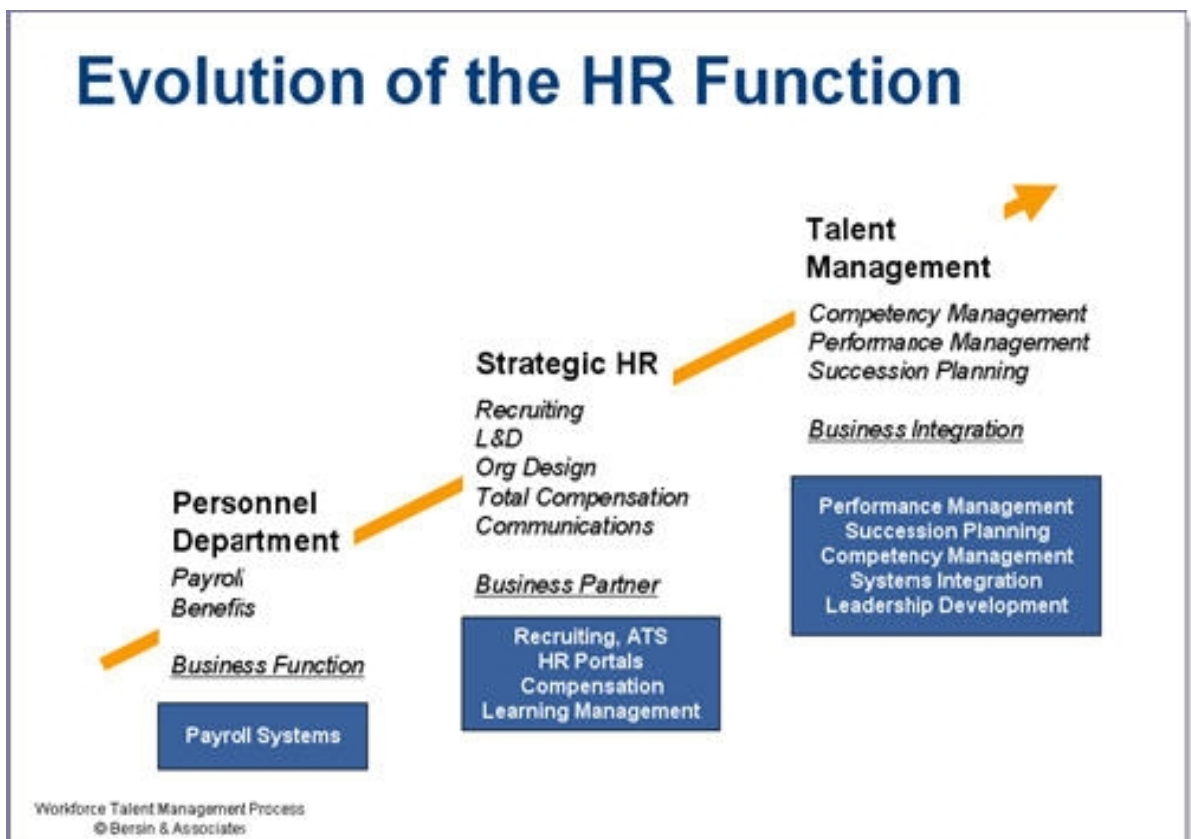 Evolution of the HR Function
Personnel
Department
Payroll
Benefits
Business Function
Payroll Systems
Strategic HR
Recruiting
L&D
Org Design
Total Compensation
Communications
Business Partner
Recruiting, ATS
HR Portals
Compensation
Learning Management
Talent
Management
Competency Management
Performance Management
Succession Planning
Business Integration
Performance Management
Succession Planning
Competency Management
Systems Integration
Leadership Development
Workforce Talent Management Process
© Bersin & Associates